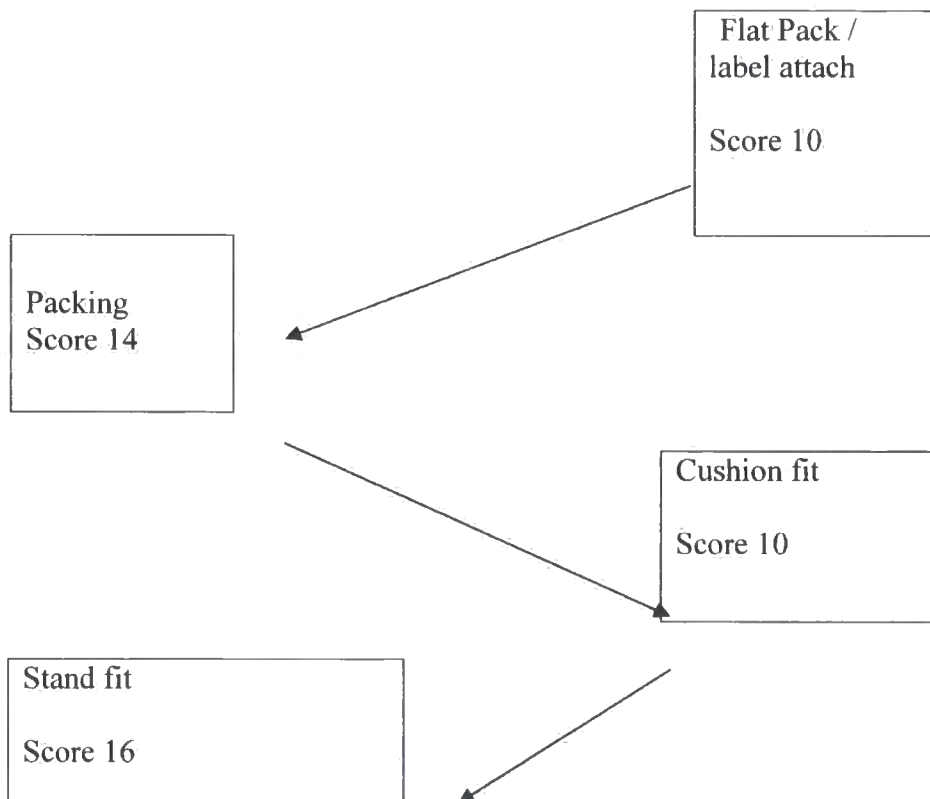 Flat Pack /
label attach
Score 10
Packing
Score 14
Cushion fit
Score 10
Stand fit
Score 16